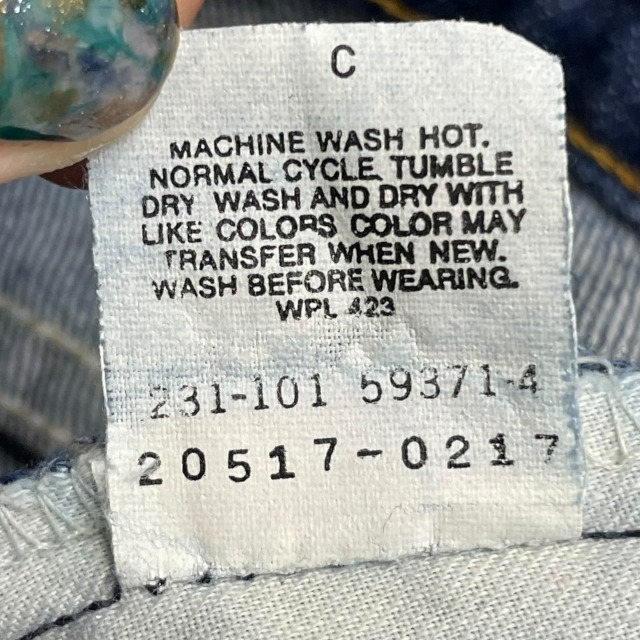 C
MACHINE WASH HOT.
NORMAL CYCLE. TUMBLE
DRY WASH AND DRY WITH
LIKE COLORS COLOR MAY
TRANSFER WHEN NEW.
WASH BEFORE WEARING.
WPL 423
231-101 59371-4
20517-0217